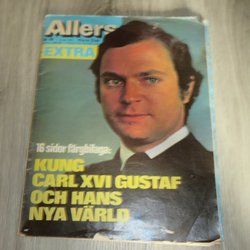 Allers
EXTRA
16 sidor färgbilaga:
KUNG
CARL XVI GUSTAF
OCH HANS
NYA VÄRLD